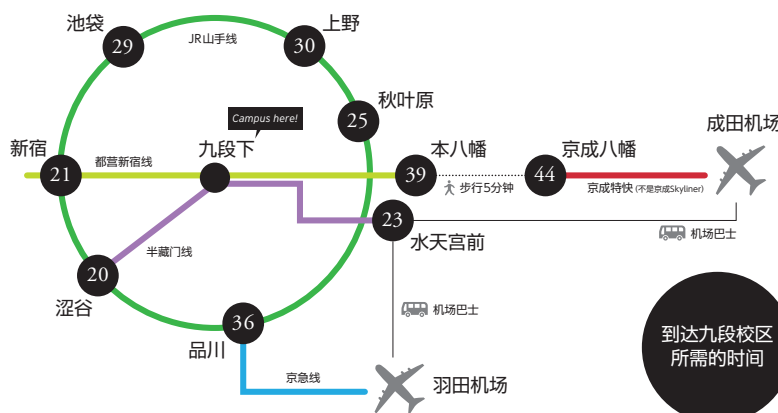 池袋
29
JR山手线
上野
30
Campus here!
秋叶原
25
新宿
21
都营新宿线
九段下
本八幡
39
步行5分钟
京成八幡
44
京成特快(不是京成Skyliner)
成田机场
23
水天宫前
机场巴士
半藏门线
20
涩谷
36
品川
机场巴士
京急线
羽田机场
到达九段校区
所需的时间